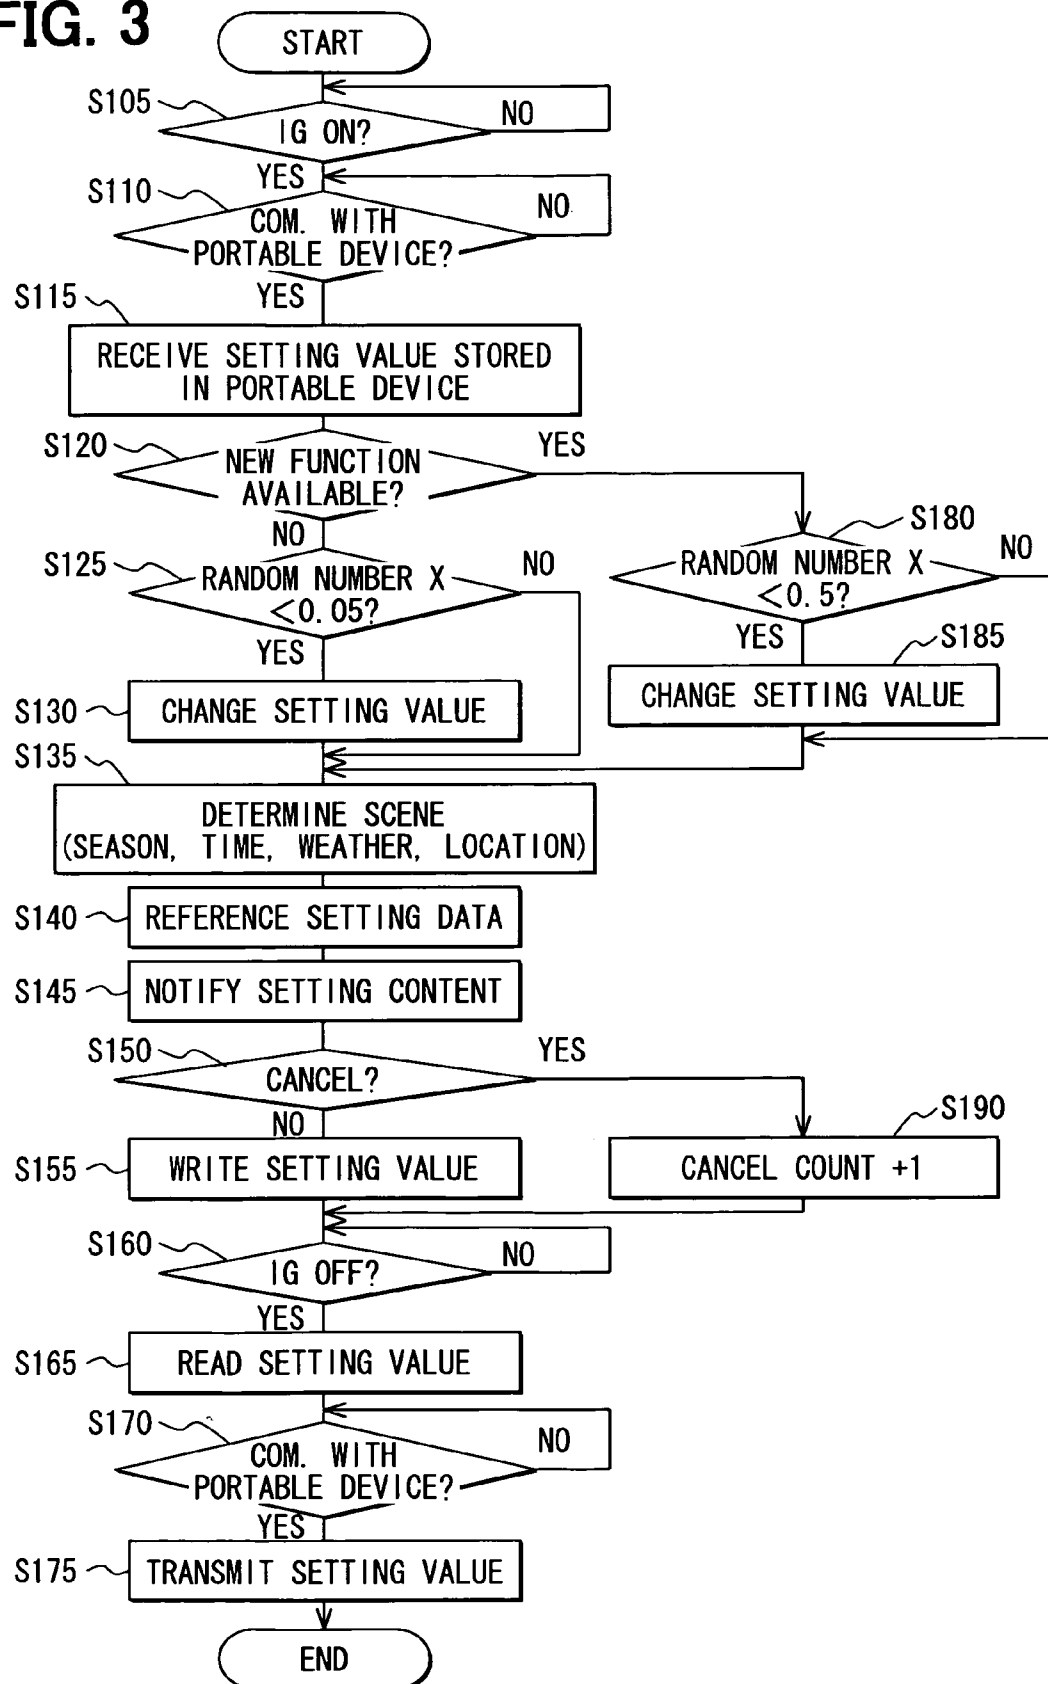 FIG. 3
START
S105
IG ON?
NO
YES
S110
COM. WITH
PORTABLE DEVICE?
NO
YES
S115
RECEIVE SETTING VALUE STORED
IN PORTABLE DEVICE
S120
NEW FUNCTION
AVAILABLE?
YES
NO
S125
RANDOM NUMBER X
<0.05?
NO
YES
S180
RANDOM NUMBER X
<0.5?
NO
YES
S185
CHANGE SETTING VALUE
S130
CHANGE SETTING VALUE
S135
DETERMINE SCENE
(SEASON, TIME, WEATHER, LOCATION)
S140
REFERENCE SETTING DATA
S145
NOTIFY SETTING CONTENT
S150
CANCEL?
YES
NO
S190
CANCEL COUNT +1
S155
WRITE SETTING VALUE
S160
IG OFF?
NO
YES
S165
READ SETTING VALUE
S170
COM. WITH
PORTABLE DEVICE?
NO
YES
S175
TRANSMIT SETTING VALUE
END